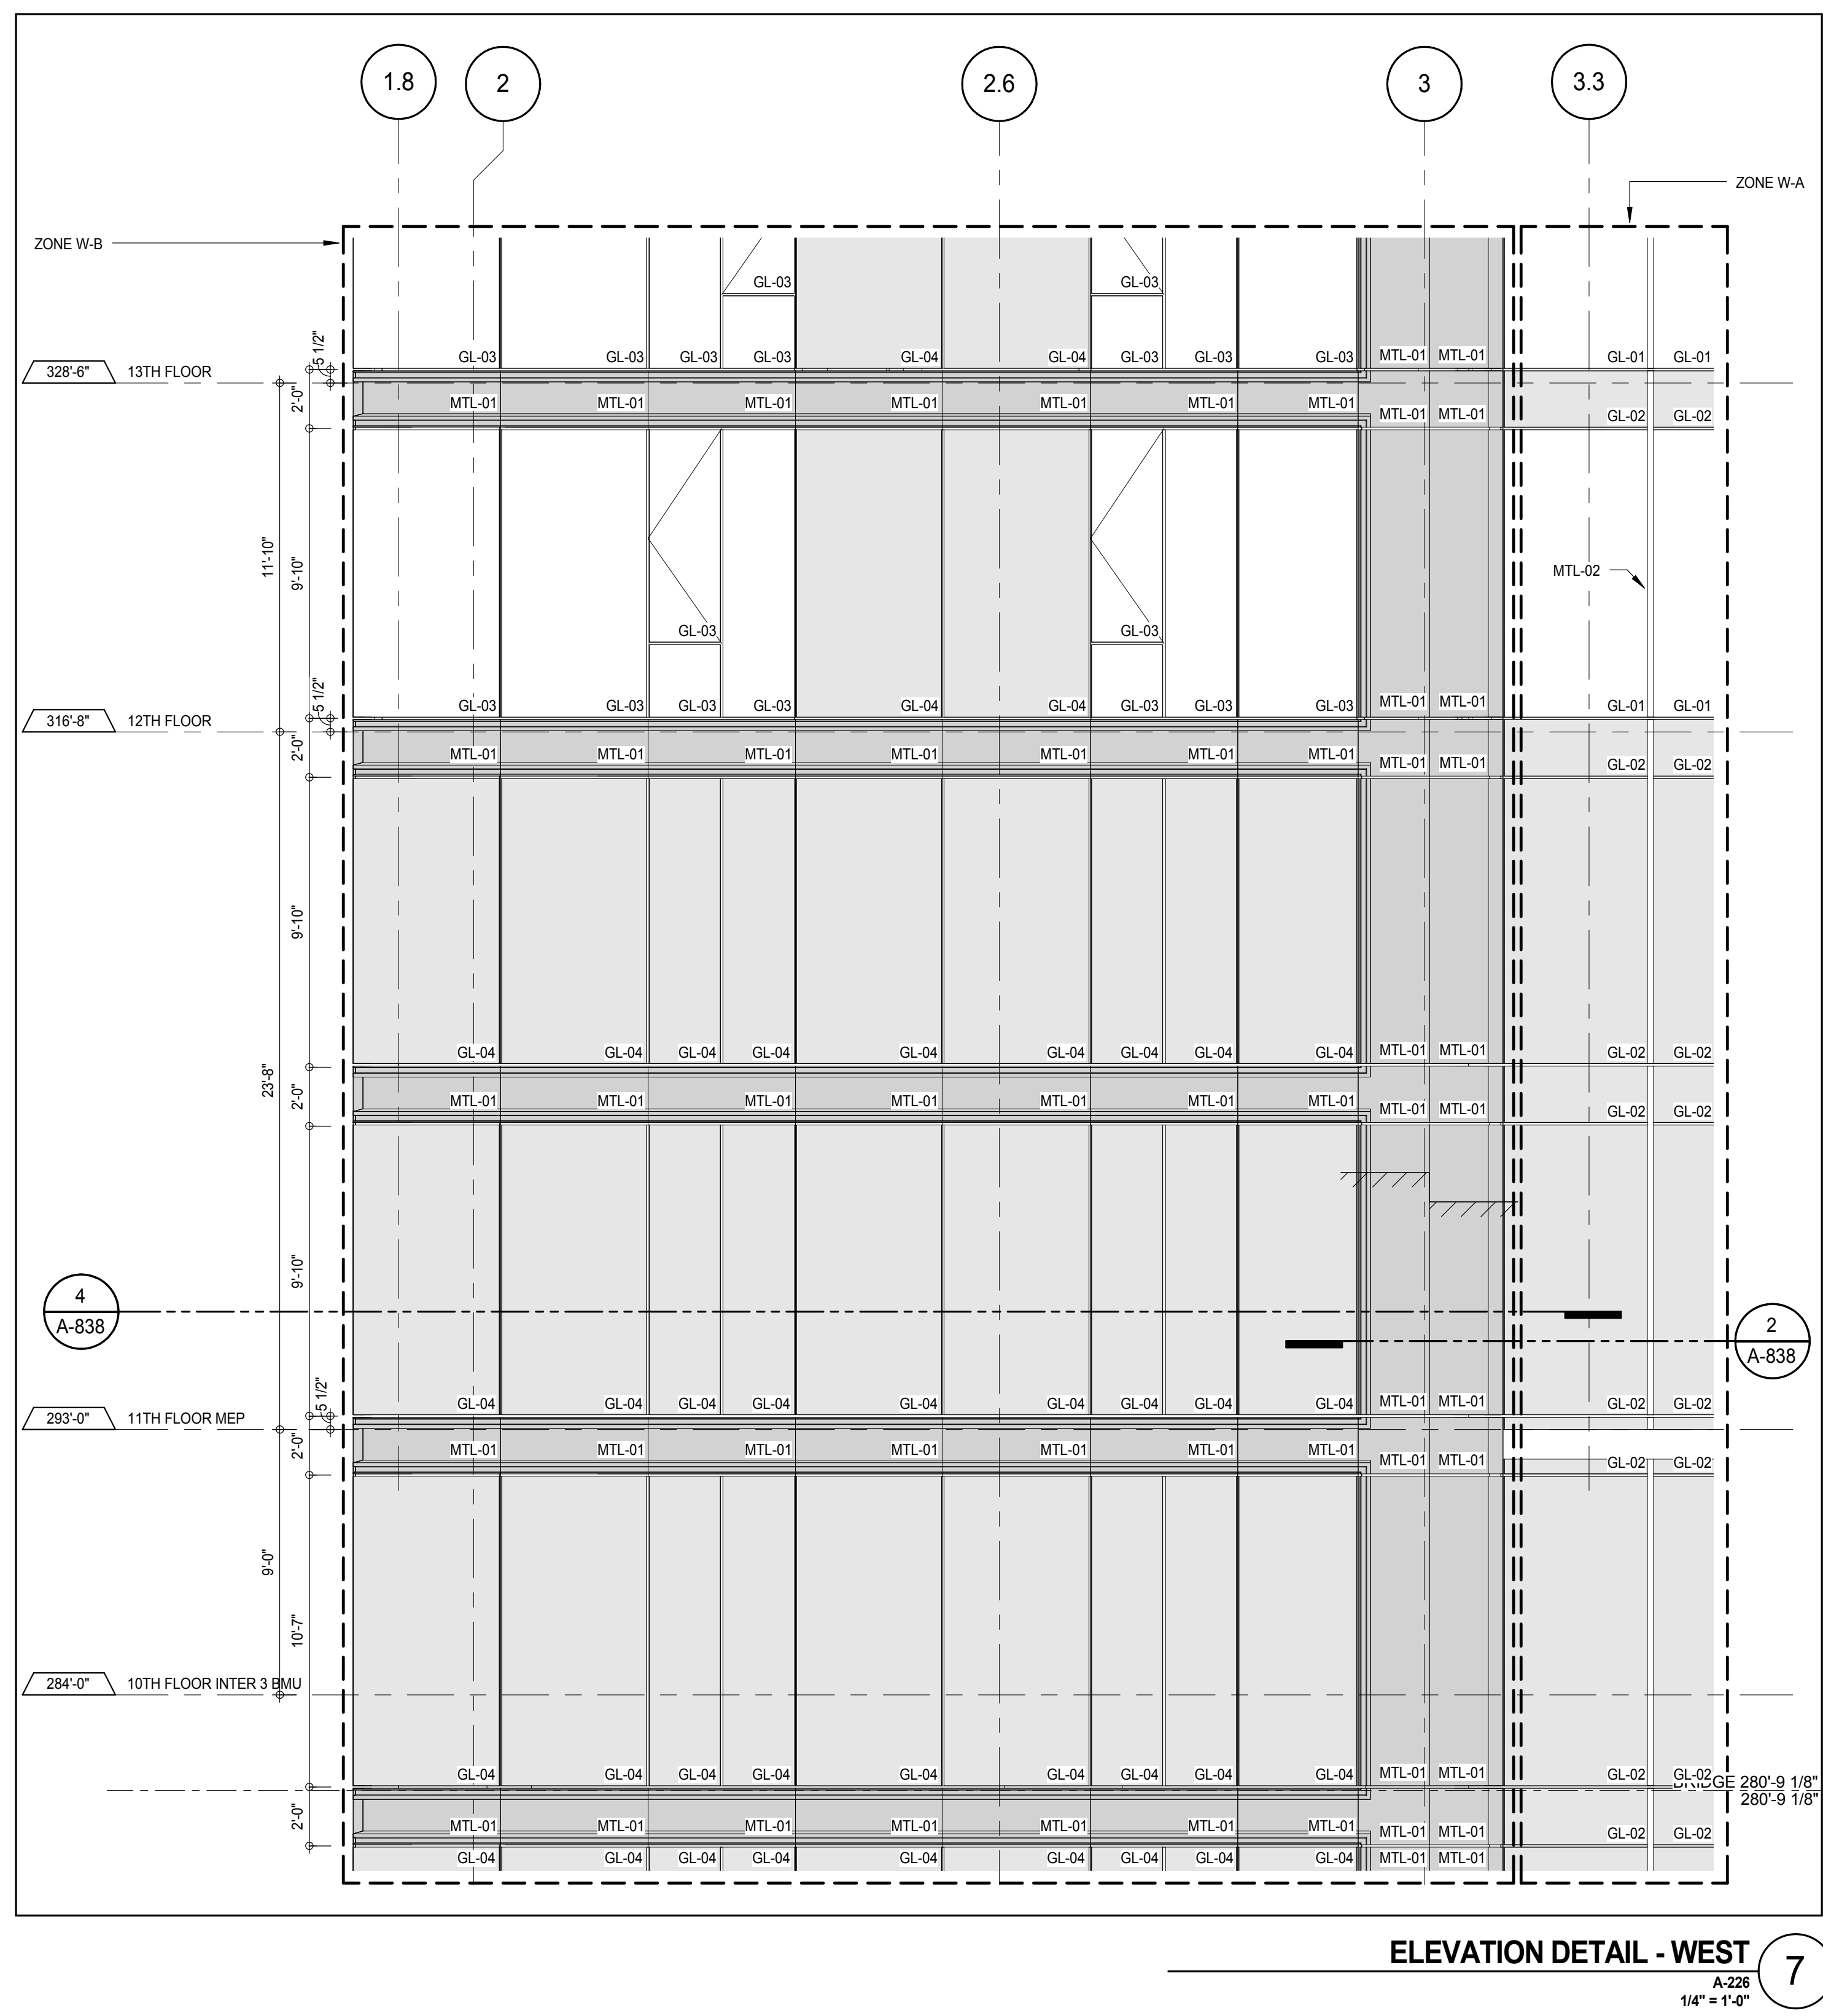 1.8 2 2.6 3 3.3
ZONE W-A
ZONE W-B
GL-03 GL-03
5 1/2"
GL-03 GL-03 GL-03 GL-03 GL-04 GL-04 GL-03 GL-03 GL-03 MTL-01 MTL-01 GL-01 GL-01
328'-6" 13TH FLOOR
2'-0"
MTL-01 MTL-01 MTL-01 MTL-01 MTL-01 MTL-01 MTL-01 MTL-01 MTL-01 GL-02 GL-02
11'-10"
9'-10"
MTL-02
GL-03 GL-03
5 1/2"
GL-03 GL-03 GL-03 GL-03 GL-04 GL-04 GL-03 GL-03 GL-03 MTL-01 MTL-01 GL-01 GL-01
316'-8" 12TH FLOOR
2'-0"
MTL-01 MTL-01 MTL-01 MTL-01 MTL-01 MTL-01 MTL-01 MTL-01 MTL-01 GL-02 GL-02
9'-10"
GL-04 GL-04 GL-04 GL-04 GL-04 GL-04 GL-04 GL-04 GL-04 MTL-01 MTL-01 GL-02 GL-02
23'-8"
2'-0"
MTL-01 MTL-01 MTL-01 MTL-01 MTL-01 MTL-01 MTL-01 MTL-01 MTL-01 GL-02 GL-02
9'-10"
4
A-838
2
A-838
5 1/2"
GL-04 GL-04 GL-04 GL-04 GL-04 GL-04 GL-04 GL-04 GL-04 MTL-01 MTL-01 GL-02 GL-02
293'-0" 11TH FLOOR MEP
2'-0"
MTL-01 MTL-01 MTL-01 MTL-01 MTL-01 MTL-01 MTL-01 MTL-01 MTL-01 GL-02 GL-02
9'-0"
10'-7"
284'-0" 10TH FLOOR INTER 3 BMU
GL-04 GL-04 GL-04 GL-04 GL-04 GL-04 GL-04 GL-04 GL-04 MTL-01 MTL-01 GL-02 GL-02
BRIDGE 280'-9 1/8"
280'-9 1/8"
2'-0"
MTL-01 MTL-01 MTL-01 MTL-01 MTL-01 MTL-01 MTL-01 MTL-01 MTL-01 GL-02 GL-02
GL-04 GL-04 GL-04 GL-04 GL-04 GL-04 GL-04 GL-04 GL-04 MTL-01 MTL-01
ELEVATION DETAIL - WEST 7
A-226
1/4" = 1'-0"